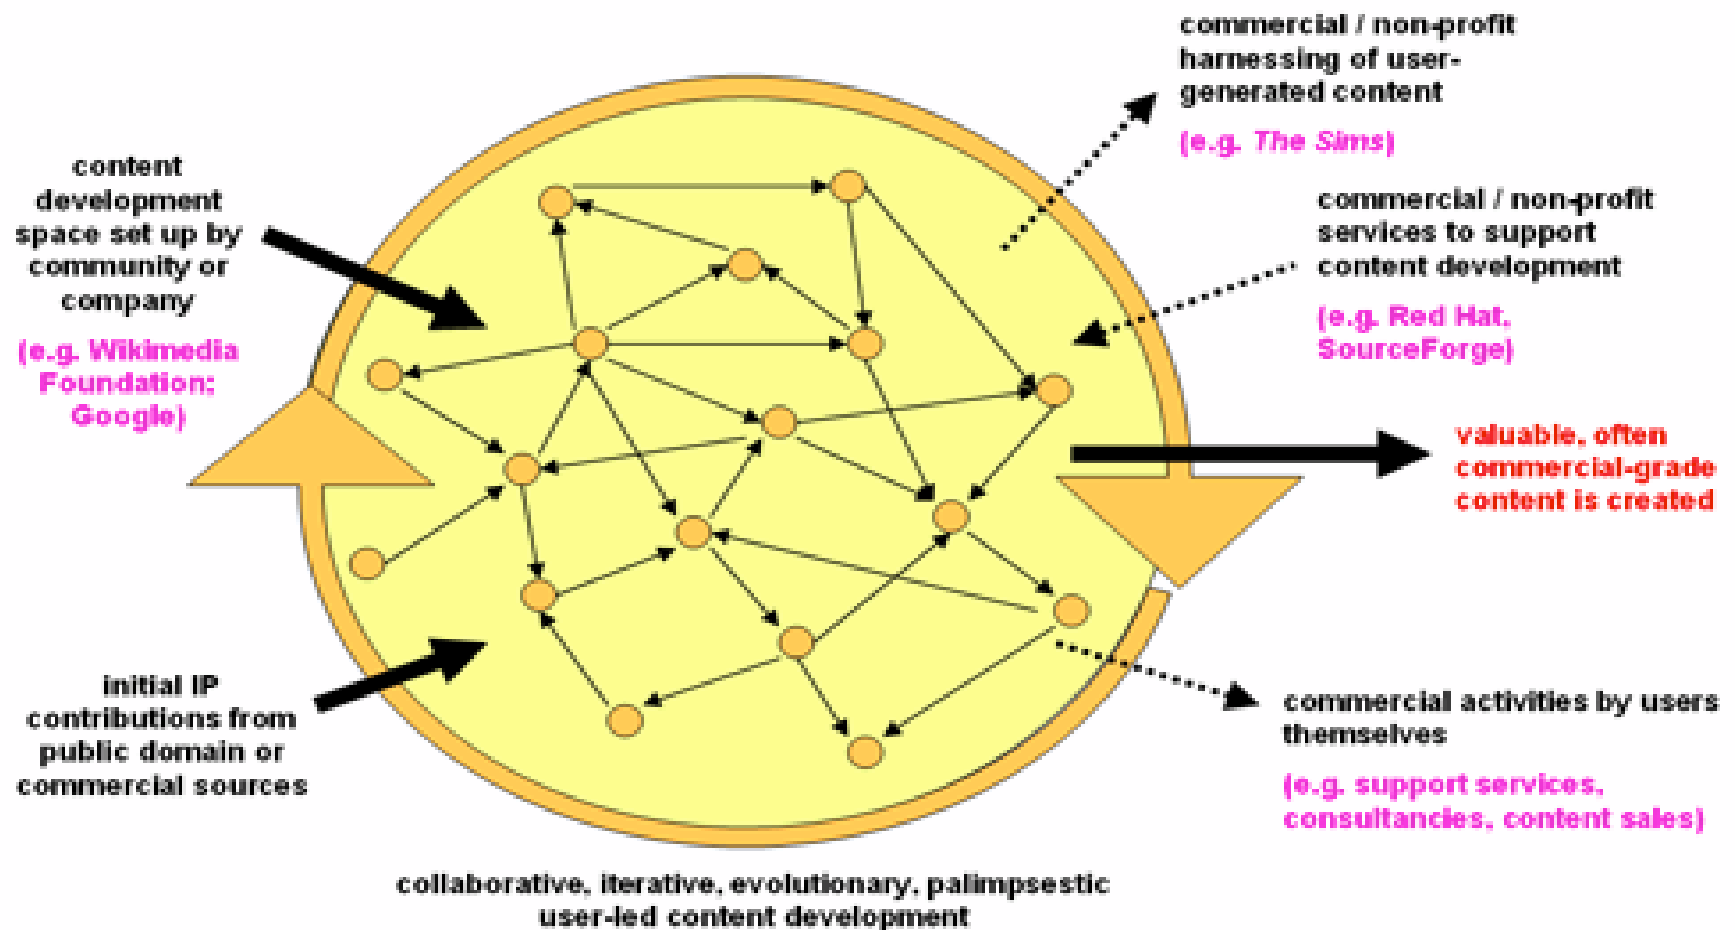 commercial / non-profit
harnessing of user-
generated content
(e.g. The Sims)
content
development
space set up by
community or
company
(e.g. Wikimedia
Foundation;
Google)
commercial / non-profit
services to support
content development
(e.g. Red Hat,
SourceForge)
valuable, often
commercial-grade
content is created
initial IP
contributions from
public domain or
commercial sources
commercial activities by users
themselves
(e.g. support services,
consultancies, content sales)
collaborative, iterative, evolutionary, palimpsestic
user-led content development